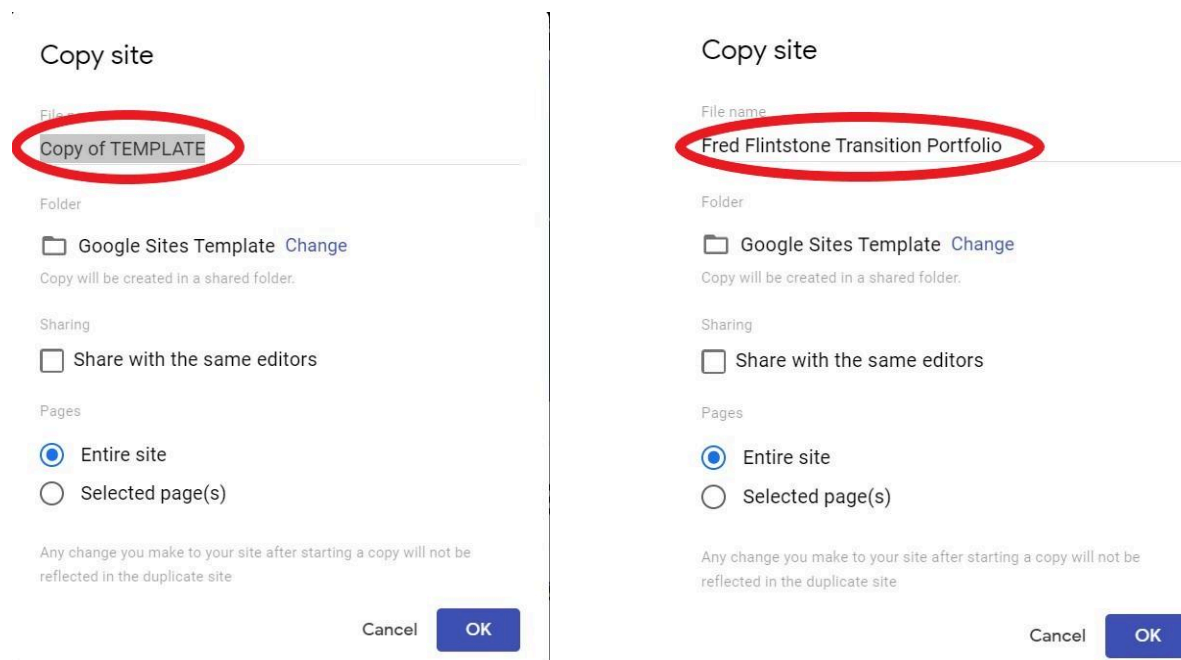 Copy site
File name
Copy of TEMPLATE
Folder
Google Sites Template Change
Copy will be created in a shared folder.
Sharing
Share with the same editors
Pages
Entire site
Selected page(s)
Any change you make to your site after starting a copy will not be
reflected in the duplicate site
Cancel OK
Copy site
File name
Fred Flintstone Transition Portfolio
Folder
Google Sites Template Change
Copy will be created in a shared folder.
Sharing
Share with the same editors
Pages
Entire site
Selected page(s)
Any change you make to your site after starting a copy will not be
reflected in the duplicate site
Cancel OK